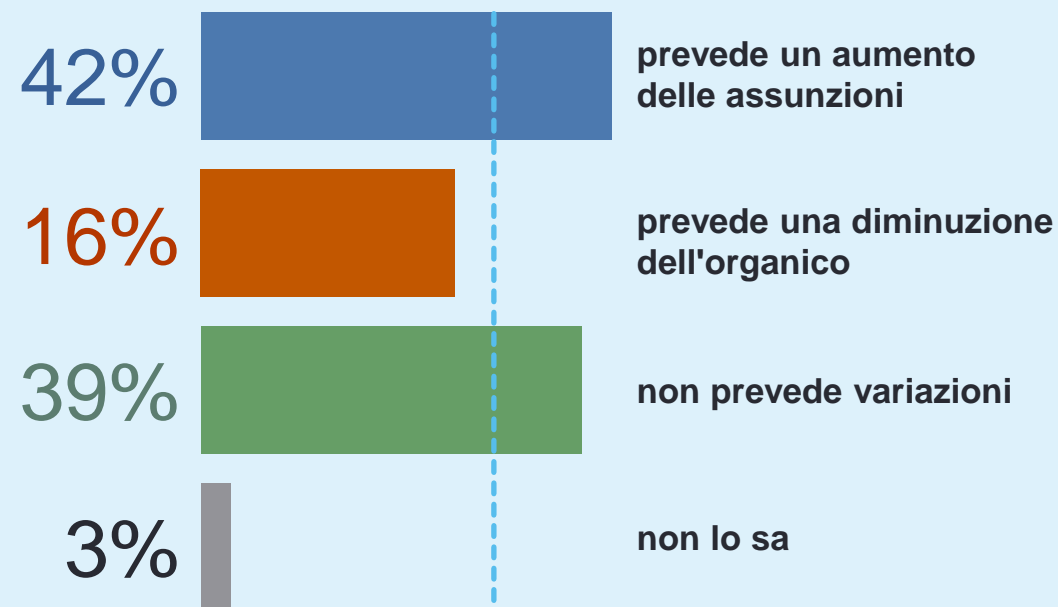 42%
prevede un aumento
delle assunzioni
16%
prevede una diminuzione
dell'organico
39%
non prevede variazioni
3%
non lo sa